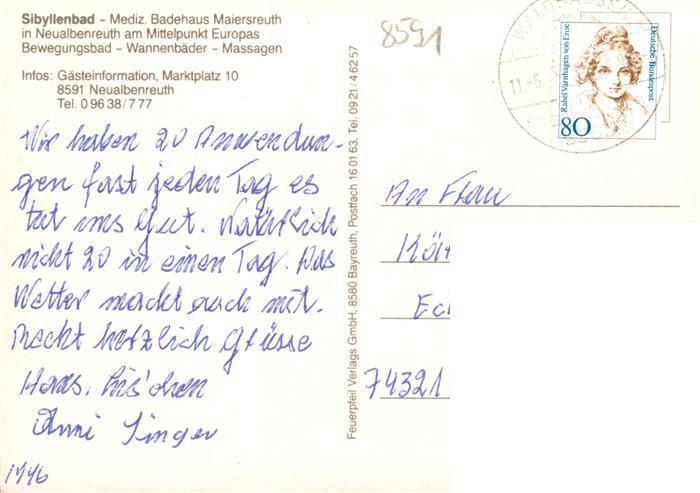 Sibyllenbad – Mediz. Badehaus Maiersreuth
in Neualbenreuth am Mittelpunkt Europas
Bewegungsbad – Wannenbäder – Massagen
Infos: Gästeinformation, Marktplatz 10
8591 Neualbenreuth
Tel. 0 96 38/7 77
Wir haben 20 Anwendun-
gen fast jeden Tag es
tut uns gut. Natürlich
nicht 20 in einen Tag. Das
Wetter macht auch mit.
Recht herzlich Grüsse
Hans,
Anni Singer
1996
Feuerpfeil Verlags GmbH, 8580 Bayreuth, Postfach 16 01 63, Tel. 09 21 / 4 62 57
8591
WALDSASSEN
11.-6.
Rahel Varnhagen von Ense
Deutsche Bundespost
80
An Frau
Kät
Ec
74321